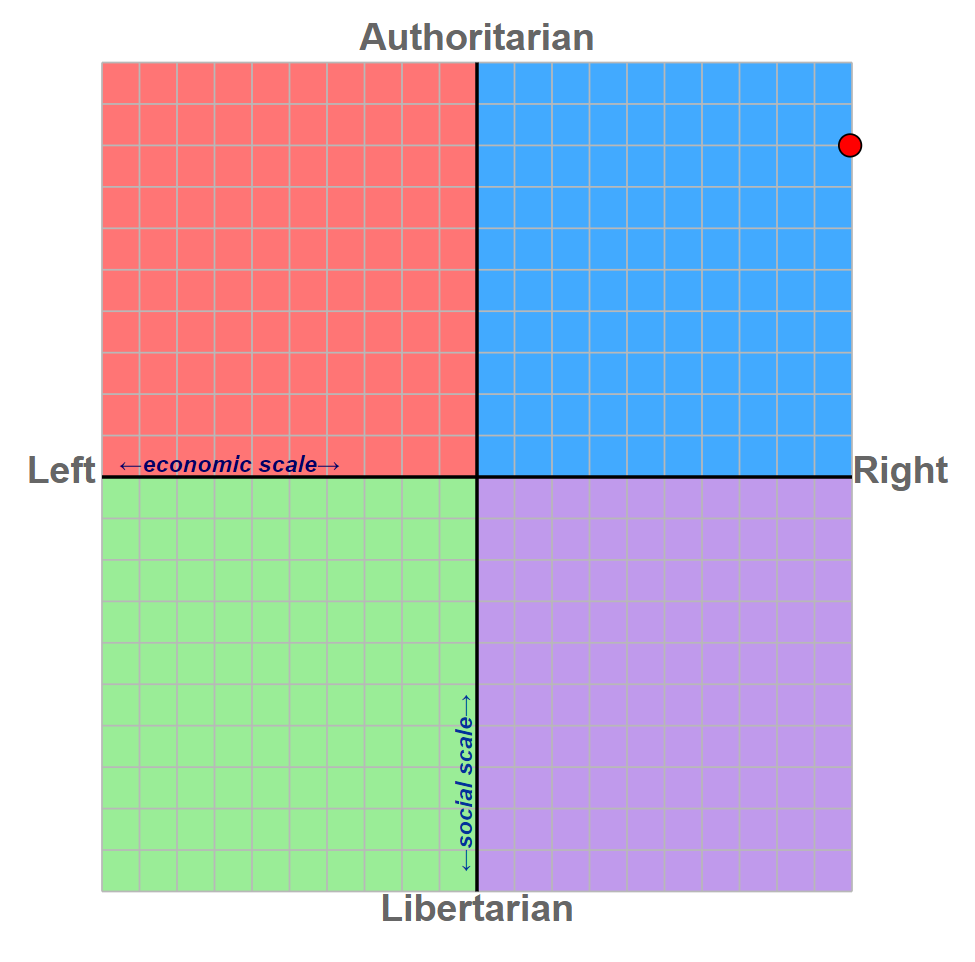 Authoritarian
Left
←economic scale→
Right
←social scale→
Libertarian